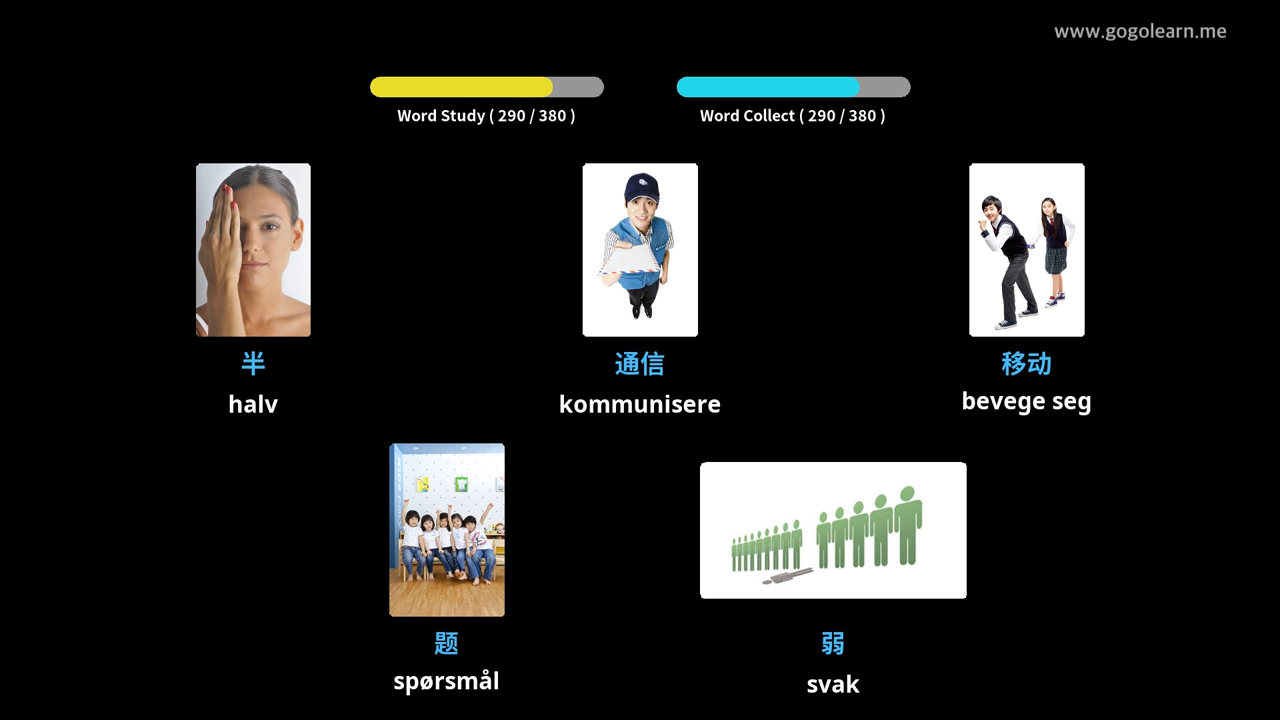 www.gogolearn.me
Word Study ( 290 / 380 )
Word Collect ( 290 / 380 )
半
halv
通信
kommunisere
移动
bevege seg
题
spørsmål
弱
svak